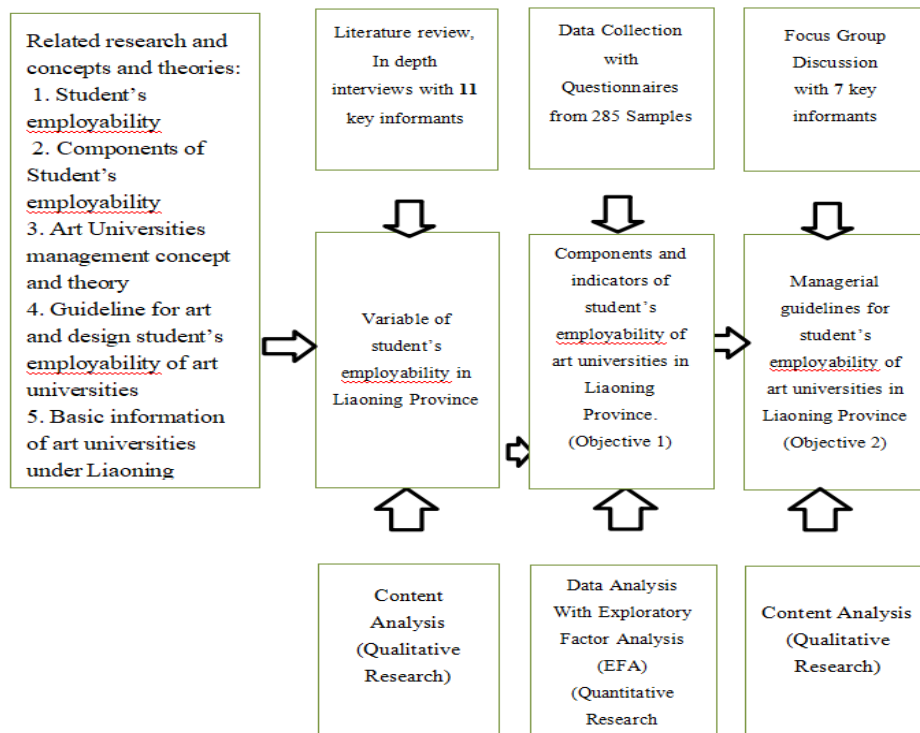 Related research and
concepts and theories:
1. Student's
employability
2. Components of
Student's
employability
3. Art Universities
management concept
and theory
4. Guideline for art
and design student's
employability of art
universities
5. Basic information
of art universities
under Liaoning
Literature review,
In depth
interviews with 11
key informants
Data Collection
with
Questionnaires
from 285 Samples
Focus Group
Discussion
with 7 key
informants
Variable of
student's
employability in
Liaoning Province
Components and
indicators of
student's
employability of
art universities in
Liaoning
Province.
(Objective 1)
Managerial
guidelines for
student's
employability of
art universities in
Liaoning Province
(Objective 2)
Content
Analysis
(Qualitative
Research)
Data Analysis
With Exploratory
Factor Analysis
(EFA)
(Quantitative
Research
Content Analysis
(Qualitative
Research)